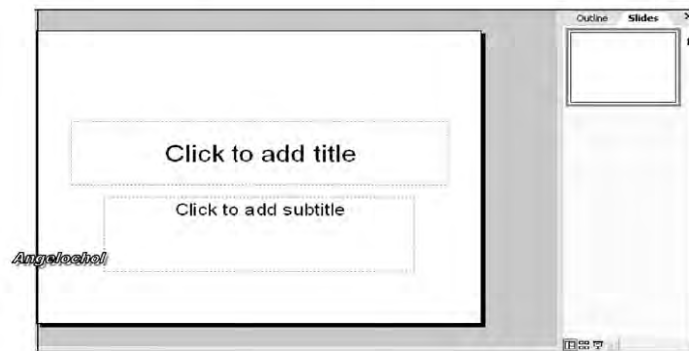 Outline Slides
Click to add title
Click to add subtitle
Angelochol